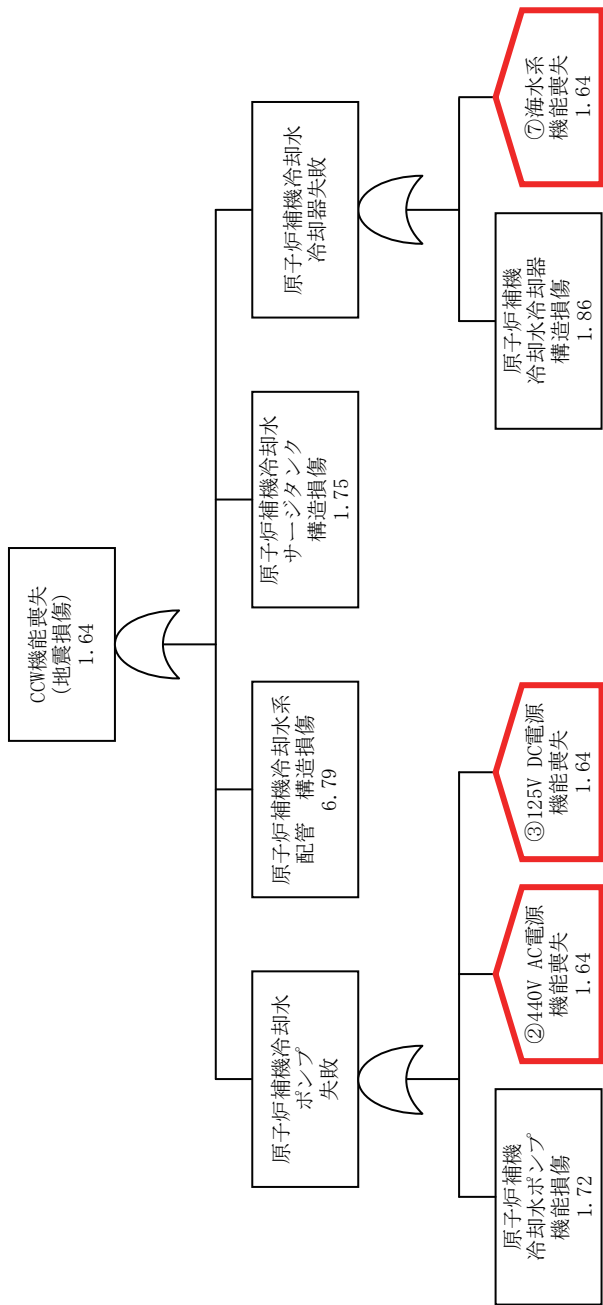 CCW機能喪失
(地震損傷)
1.64
原子炉補機冷却水
ポンプ
失敗
原子炉補機冷却水系
配管　構造損傷
6.79
原子炉補機冷却水
サージタンク
構造損傷
1.75
原子炉補機冷却水
冷却器失敗
原子炉補機
冷却水ポンプ
機能損傷
1.72
②440V AC電源
機能喪失
1.64
③125V DC電源
機能喪失
1.64
原子炉補機
冷却水冷却器
構造損傷
1.86
⑦海水系
機能喪失
1.64